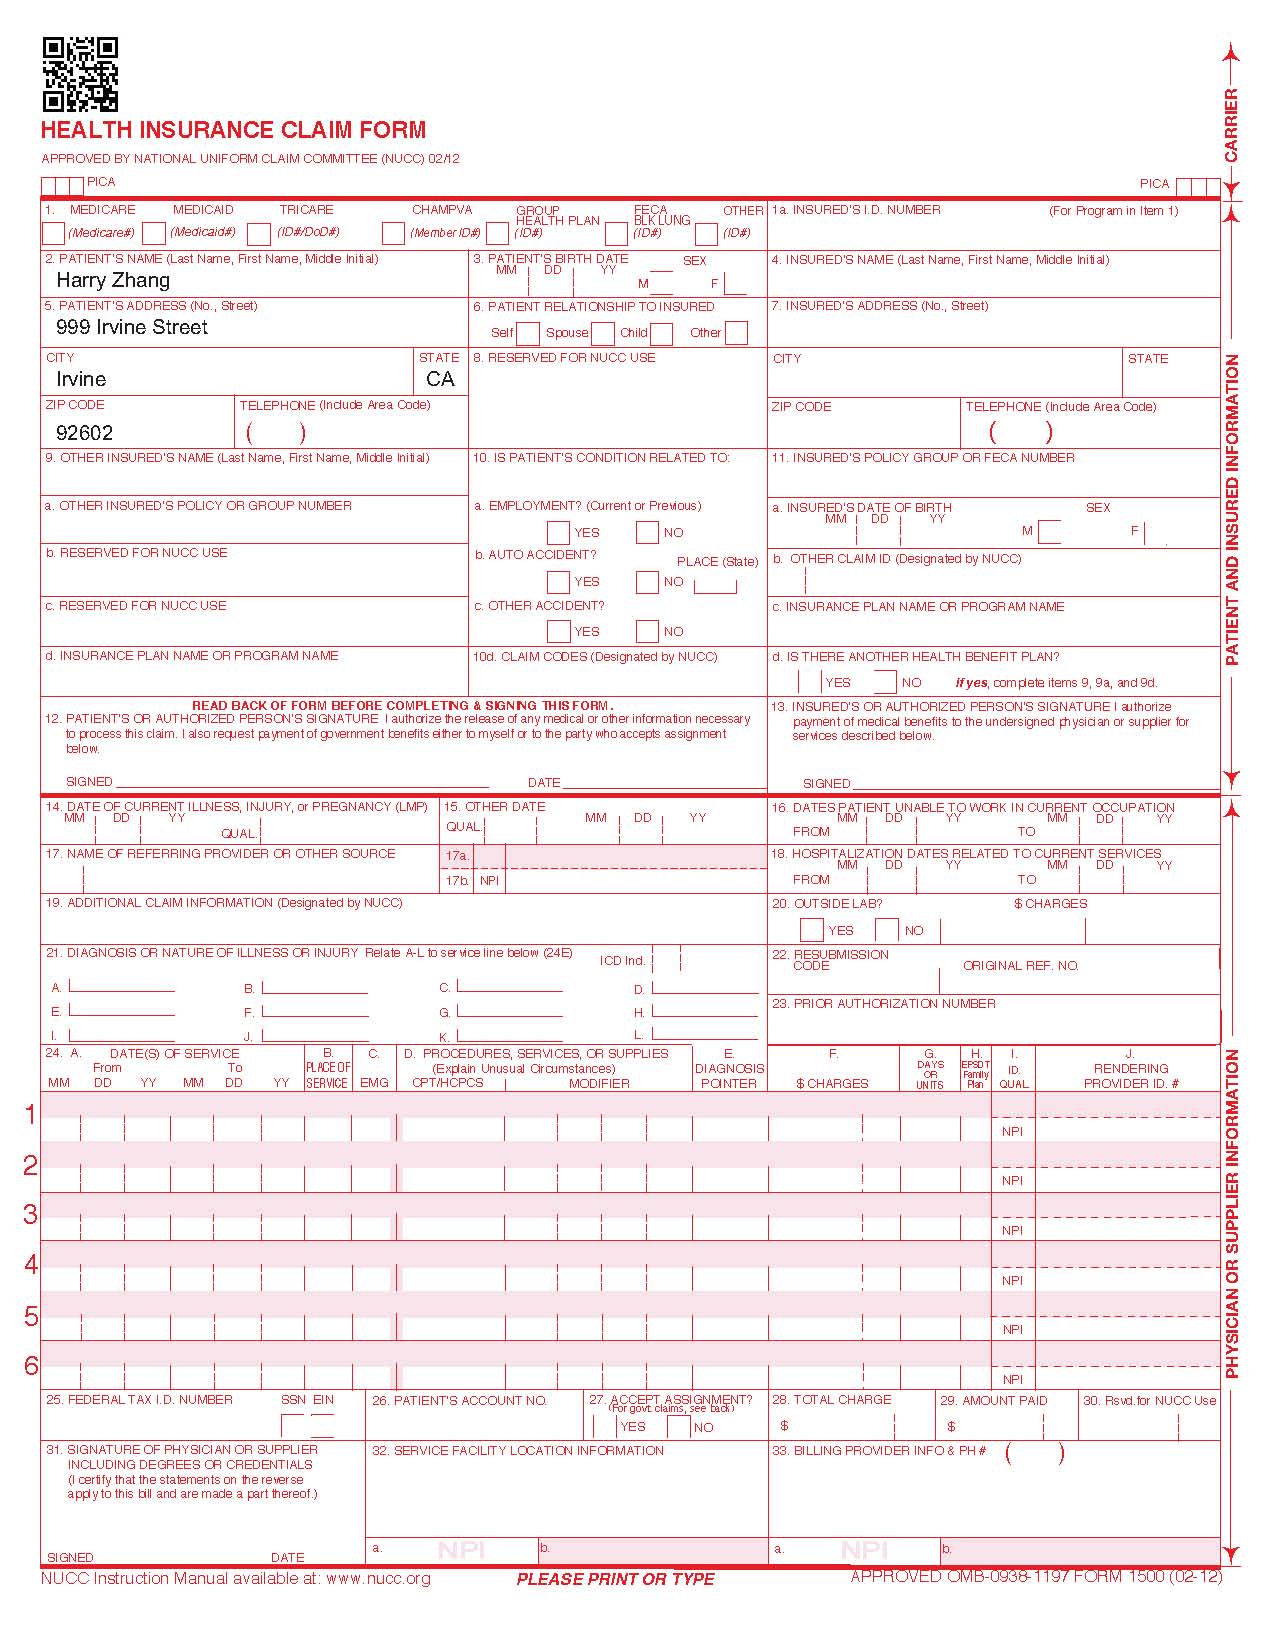 HEALTH INSURANCE CLAIM FORM
APPROVED BY NATIONAL UNIFORM CLAIM COMMITTEE (NUCC) 02/12
PICA
PICA
CARRIER
1. MEDICARE MEDICAID TRICARE CHAMPVA GROUP HEALTH PLAN FECA BLK LUNG OTHER
(Medicare#) (Medicaid#) (ID#/DoD#) (Member ID#) (ID#) (ID#) (ID#)
1a. INSURED'S I.D. NUMBER (For Program in Item 1)
2. PATIENT'S NAME (Last Name, First Name, Middle Initial)
Harry Zhang
3. PATIENT'S BIRTH DATE SEX
MM DD YY
M F
4. INSURED'S NAME (Last Name, First Name, Middle Initial)
5. PATIENT'S ADDRESS (No., Street)
999 Irvine Street
6. PATIENT RELATIONSHIP TO INSURED
Self Spouse Child Other
7. INSURED'S ADDRESS (No., Street)
CITY STATE
Irvine CA
8. RESERVED FOR NUCC USE
CITY STATE
ZIP CODE TELEPHONE (Include Area Code)
92602 ( )
ZIP CODE TELEPHONE (Include Area Code)
( )
PATIENT AND INSURED INFORMATION
9. OTHER INSURED'S NAME (Last Name, First Name, Middle Initial)
10. IS PATIENT'S CONDITION RELATED TO:
11. INSURED'S POLICY GROUP OR FECA NUMBER
a. OTHER INSURED'S POLICY OR GROUP NUMBER
a. EMPLOYMENT? (Current or Previous)
YES NO
a. INSURED'S DATE OF BIRTH SEX
MM DD YY
M F
b. RESERVED FOR NUCC USE
b. AUTO ACCIDENT? PLACE (State)
YES NO
b. OTHER CLAIM ID (Designated by NUCC)
c. RESERVED FOR NUCC USE
c. OTHER ACCIDENT?
YES NO
c. INSURANCE PLAN NAME OR PROGRAM NAME
d. INSURANCE PLAN NAME OR PROGRAM NAME
10d. CLAIM CODES (Designated by NUCC)
d. IS THERE ANOTHER HEALTH BENEFIT PLAN?
YES NO If yes, complete items 9, 9a, and 9d.
READ BACK OF FORM BEFORE COMPLETING & SIGNING THIS FORM.
12. PATIENT'S OR AUTHORIZED PERSON'S SIGNATURE I authorize the release of any medical or other information necessary
to process this claim. I also request payment of government benefits either to myself or to the party who accepts assignment
below.
SIGNED DATE
13. INSURED'S OR AUTHORIZED PERSON'S SIGNATURE I authorize
payment of medical benefits to the undersigned physician or supplier for
services described below.
SIGNED
14. DATE OF CURRENT ILLNESS, INJURY, or PREGNANCY (LMP)
MM DD YY
QUAL.
15. OTHER DATE
QUAL. MM DD YY
16. DATES PATIENT UNABLE TO WORK IN CURRENT OCCUPATION
MM DD YY MM DD YY
FROM TO
17. NAME OF REFERRING PROVIDER OR OTHER SOURCE
17a.
17b. NPI
18. HOSPITALIZATION DATES RELATED TO CURRENT SERVICES
MM DD YY MM DD YY
FROM TO
19. ADDITIONAL CLAIM INFORMATION (Designated by NUCC)
20. OUTSIDE LAB? $ CHARGES
YES NO
21. DIAGNOSIS OR NATURE OF ILLNESS OR INJURY Relate A-L to service line below (24E)
ICD Ind.
A. B. C. D.
E. F. G. H.
I. J. K. L.
22. RESUBMISSION
CODE ORIGINAL REF. NO.
23. PRIOR AUTHORIZATION NUMBER
24. A. DATE(S) OF SERVICE
From To
MM DD YY MM DD YY
B.
PLACE OF
SERVICE
C.
EMG
D. PROCEDURES, SERVICES, OR SUPPLIES
(Explain Unusual Circumstances)
CPT/HCPCS MODIFIER
E.
DIAGNOSIS
POINTER
F.
$ CHARGES
G.
DAYS
OR
UNITS
H.
EPSDT
Family
Plan
I.
ID.
QUAL.
J.
RENDERING
PROVIDER ID. #
1
NPI
2
NPI
3
NPI
4
NPI
5
NPI
6
NPI
PHYSICIAN OR SUPPLIER INFORMATION
25. FEDERAL TAX I.D. NUMBER SSN EIN
26. PATIENT'S ACCOUNT NO.
27. ACCEPT ASSIGNMENT?
(For govt. claims, see back)
YES NO
28. TOTAL CHARGE
$
29. AMOUNT PAID
$
30. Rsvd.for NUCC Use
31. SIGNATURE OF PHYSICIAN OR SUPPLIER
INCLUDING DEGREES OR CREDENTIALS
(I certify that the statements on the reverse
apply to this bill and are made a part thereof.)
SIGNED DATE
32. SERVICE FACILITY LOCATION INFORMATION
a. NPI b.
33. BILLING PROVIDER INFO & PH # ( )
a. NPI b.
NUCC Instruction Manual available at: www.nucc.org
PLEASE PRINT OR TYPE
APPROVED OMB-0938-1197 FORM 1500 (02-12)